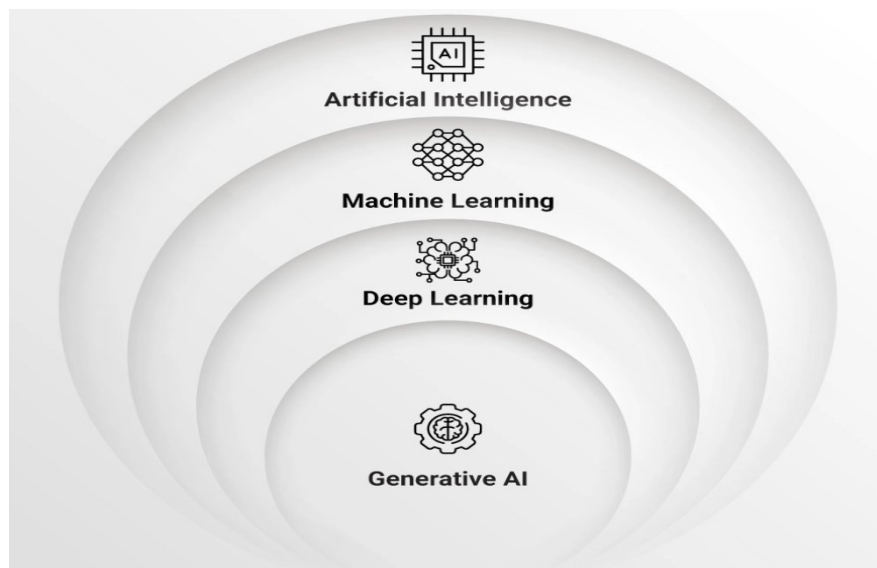 AI
Artificial Intelligence
Machine Learning
Deep Learning
Generative AI